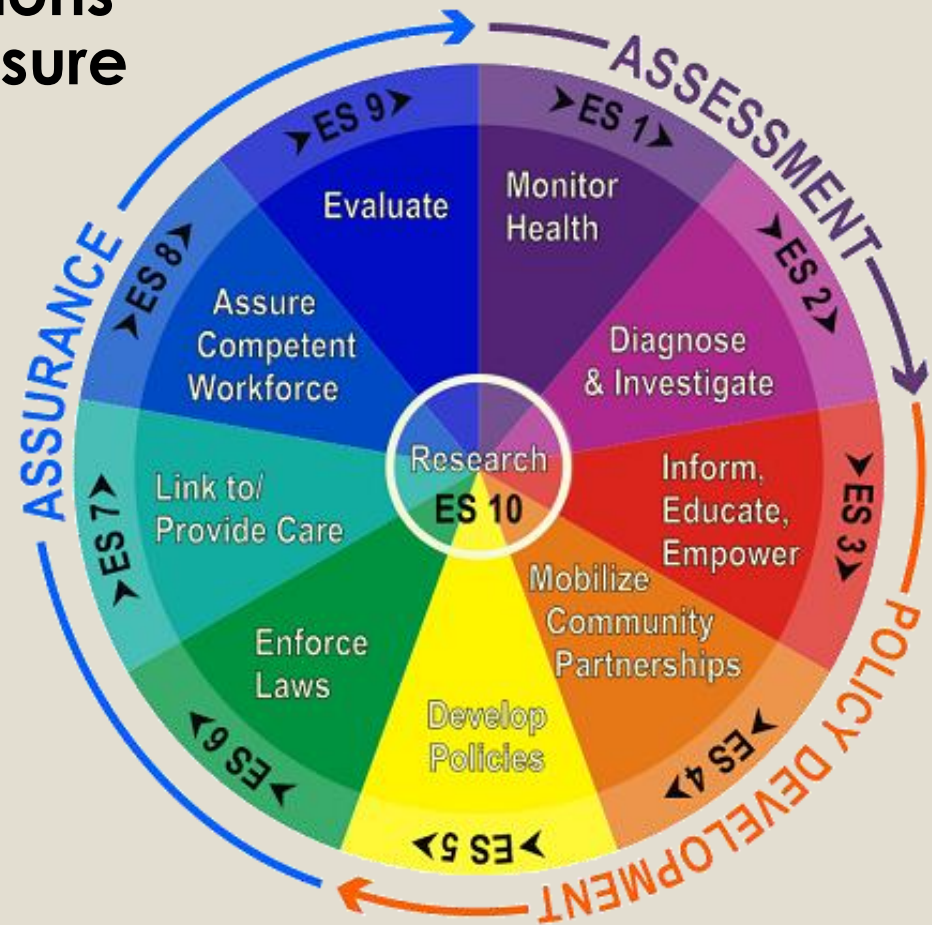 sure
ASSESSMENT
POLICY DEVELOPMENT
ASSURANCE
➤ES 1➤
Monitor
Health
➤ES 2➤
Diagnose
& Investigate
➤ES 3➤
Inform,
Educate,
Empower
➤ES 4➤
Mobilize
Community
Partnerships
➤ES 5➤
Develop
Policies
➤ES 6➤
Enforce
Laws
➤ES 7➤
Link to/
Provide Care
➤ES 8➤
Assure
Competent
Workforce
➤ES 9➤
Evaluate
Research
ES 10